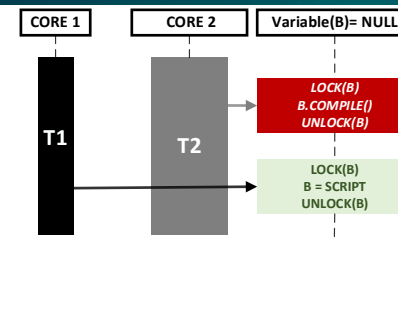 CORE 1
CORE 2
Variable(B)= NULL
LOCK(B)
B.COMPILE()
UNLOCK(B)
T1
T2
LOCK(B)
B = SCRIPT
UNLOCK(B)